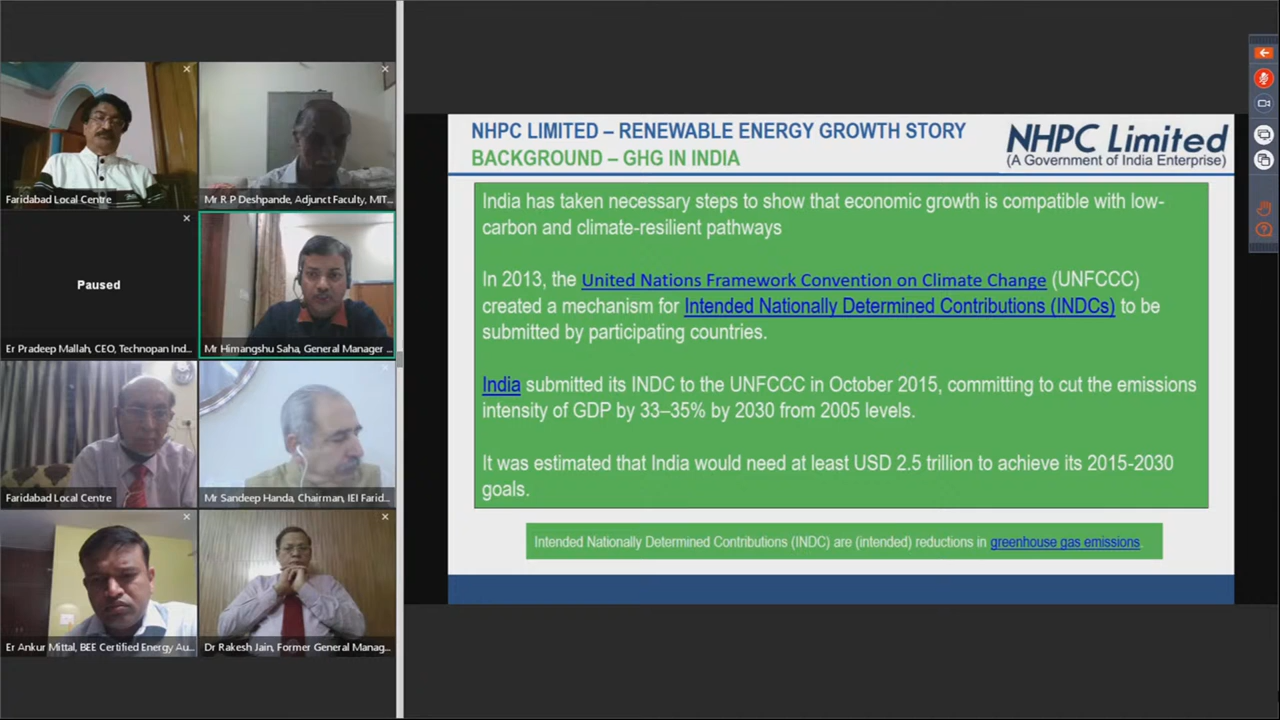 Faridabad Local Centre
Mr R P Deshpande, Adjunct Faculty, MIT...
Paused
Er Pradeep Mallah, CEO, Technopan Ind...
Mr Himangshu Saha, General Manager ...
Faridabad Local Centre
Mr Sandeep Handa, Chairman, IEI Farid...
Er Ankur Mittal, BEE Certified Energy Au...
Dr Rakesh Jain, Former General Manag...
NHPC LIMITED – RENEWABLE ENERGY GROWTH STORY
BACKGROUND – GHG IN INDIA
NHPC Limited
(A Government of India Enterprise)
India has taken necessary steps to show that economic growth is compatible with low-
carbon and climate-resilient pathways
In 2013, the United Nations Framework Convention on Climate Change (UNFCCC)
created a mechanism for Intended Nationally Determined Contributions (INDCs) to be
submitted by participating countries.
India submitted its INDC to the UNFCCC in October 2015, committing to cut the emissions
intensity of GDP by 33–35% by 2030 from 2005 levels.
It was estimated that India would need at least USD 2.5 trillion to achieve its 2015-2030
goals.
Intended Nationally Determined Contributions (INDC) are (intended) reductions in greenhouse gas emissions